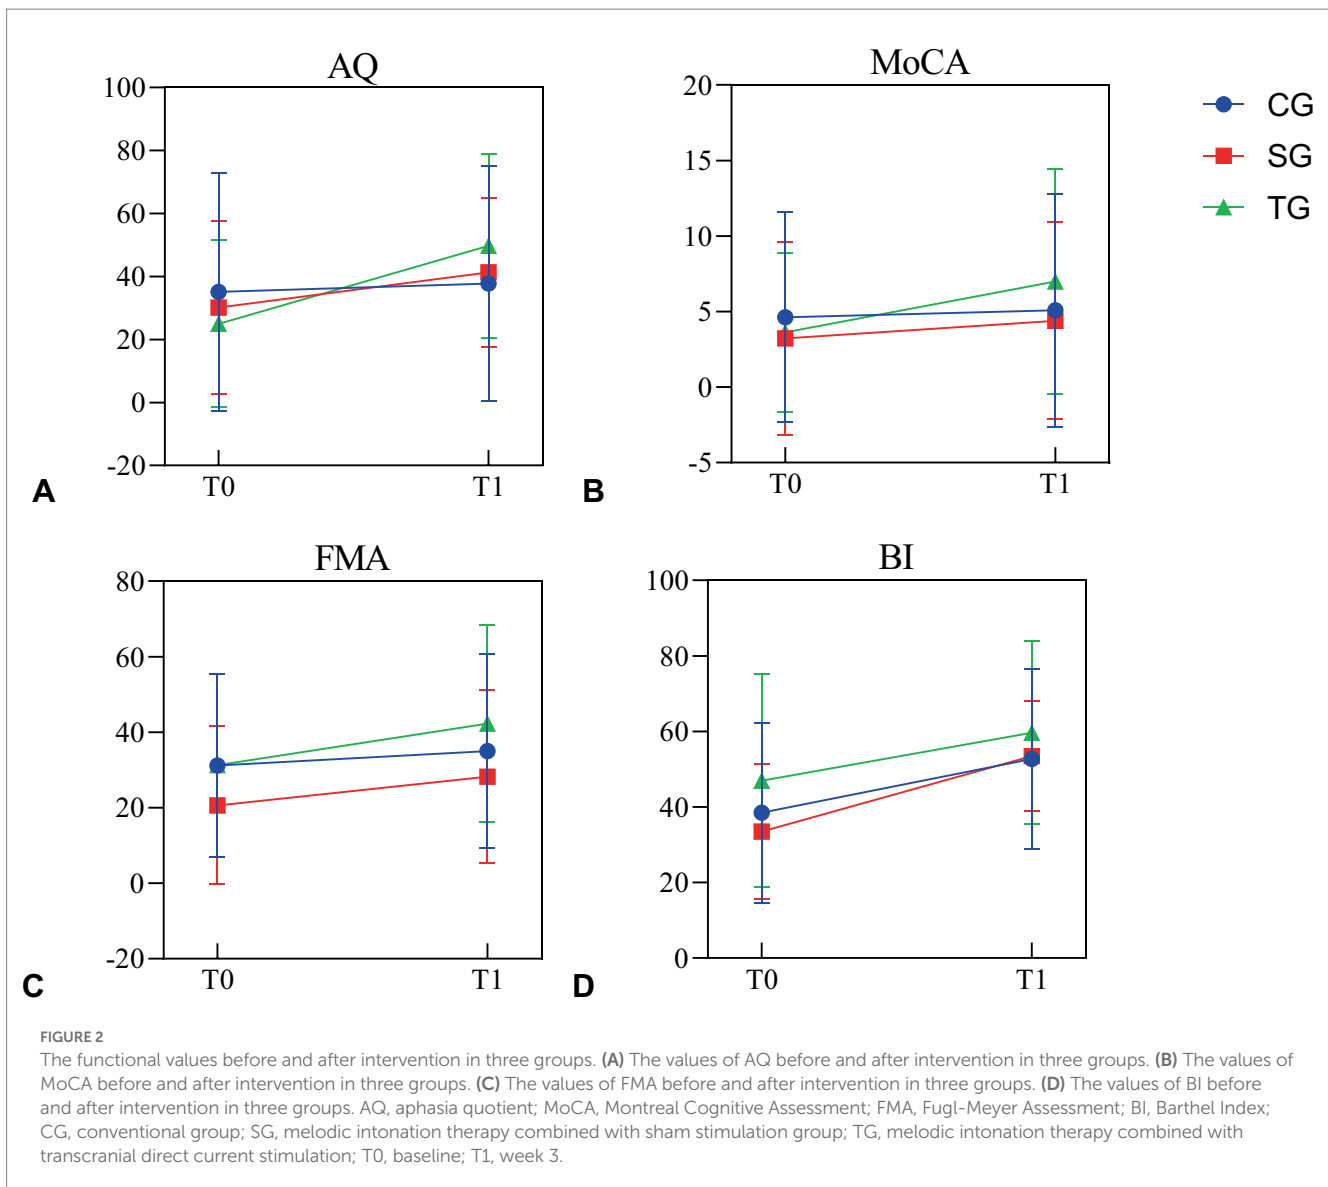 AQ
100
80
60
40
20
0
-20
T0
T1
A
MoCA
20
15
10
5
0
-5
T0
T1
B
CG
SG
TG
FMA
80
60
40
20
0
-20
T0
T1
C
BI
100
80
60
40
20
0
T0
T1
D
FIGURE 2
The functional values before and after intervention in three groups. (A) The values of AQ before and after intervention in three groups. (B) The values of
MoCA before and after intervention in three groups. (C) The values of FMA before and after intervention in three groups. (D) The values of BI before
and after intervention in three groups. AQ, aphasia quotient; MoCA, Montreal Cognitive Assessment; FMA, Fugl-Meyer Assessment; BI, Barthel Index;
CG, conventional group; SG, melodic intonation therapy combined with sham stimulation group; TG, melodic intonation therapy combined with
transcranial direct current stimulation; T0, baseline; T1, week 3.